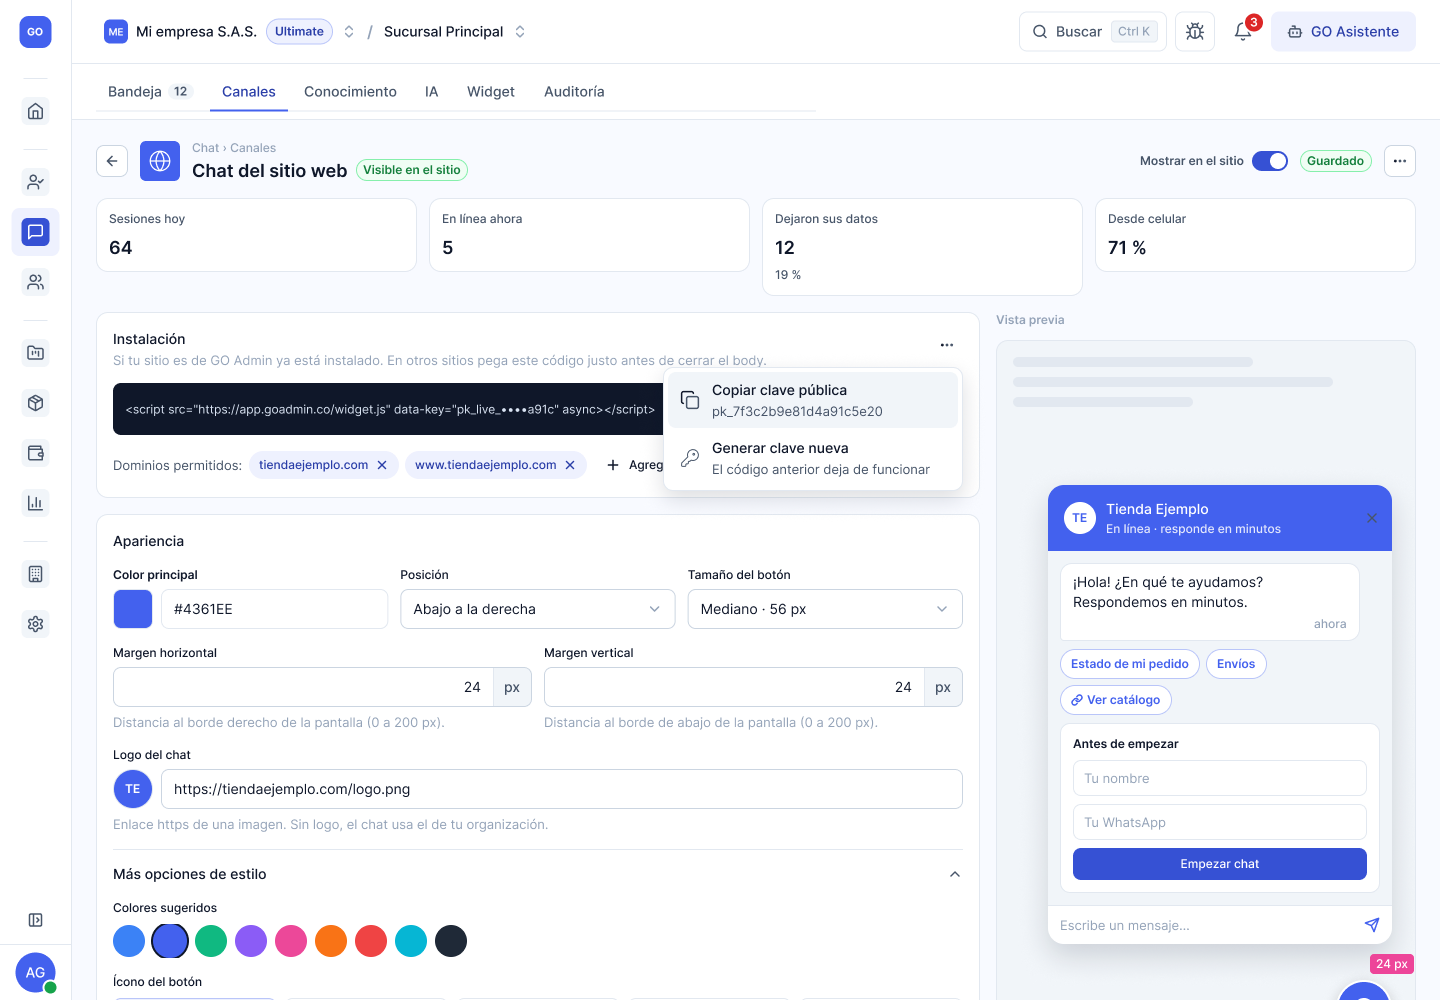 GO
ME Mi empresa S.A.S. Ultimate / Sucursal Principal
Buscar Ctrl K
3
GO Asistente
Bandeja 12 Canales Conocimiento IA Widget Auditoría
Chat › Canales
Chat del sitio web Visible en el sitio
Mostrar en el sitio Guardado
Sesiones hoy
64
En línea ahora
5
Dejaron sus datos
12
19 %
Desde celular
71 %
Instalación
Si tu sitio es de GO Admin ya está instalado. En otros sitios pega este código justo antes de cerrar el body.
<script src="https://app.goadmin.co/widget.js" data-key="pk_live_••••a91c" async></script>
Dominios permitidos: tiendaejemplo.com www.tiendaejemplo.com Agreg
Copiar clave pública
pk_7f3c2b9e81d4a91c5e20
Generar clave nueva
El código anterior deja de funcionar
Apariencia
Color principal
#4361EE
Posición
Abajo a la derecha
Tamaño del botón
Mediano · 56 px
Margen horizontal
24 px
Distancia al borde derecho de la pantalla (0 a 200 px).
Margen vertical
24 px
Distancia al borde de abajo de la pantalla (0 a 200 px).
Logo del chat
TE https://tiendaejemplo.com/logo.png
Enlace https de una imagen. Sin logo, el chat usa el de tu organización.
Más opciones de estilo
Colores sugeridos
Ícono del botón
Vista previa
TE
Tienda Ejemplo
En línea · responde en minutos
¡Hola! ¿En qué te ayudamos?
Respondemos en minutos.
ahora
Estado de mi pedido Envíos
Ver catálogo
Antes de empezar
Tu nombre
Tu WhatsApp
Empezar chat
Escribe un mensaje...
24 px
AG